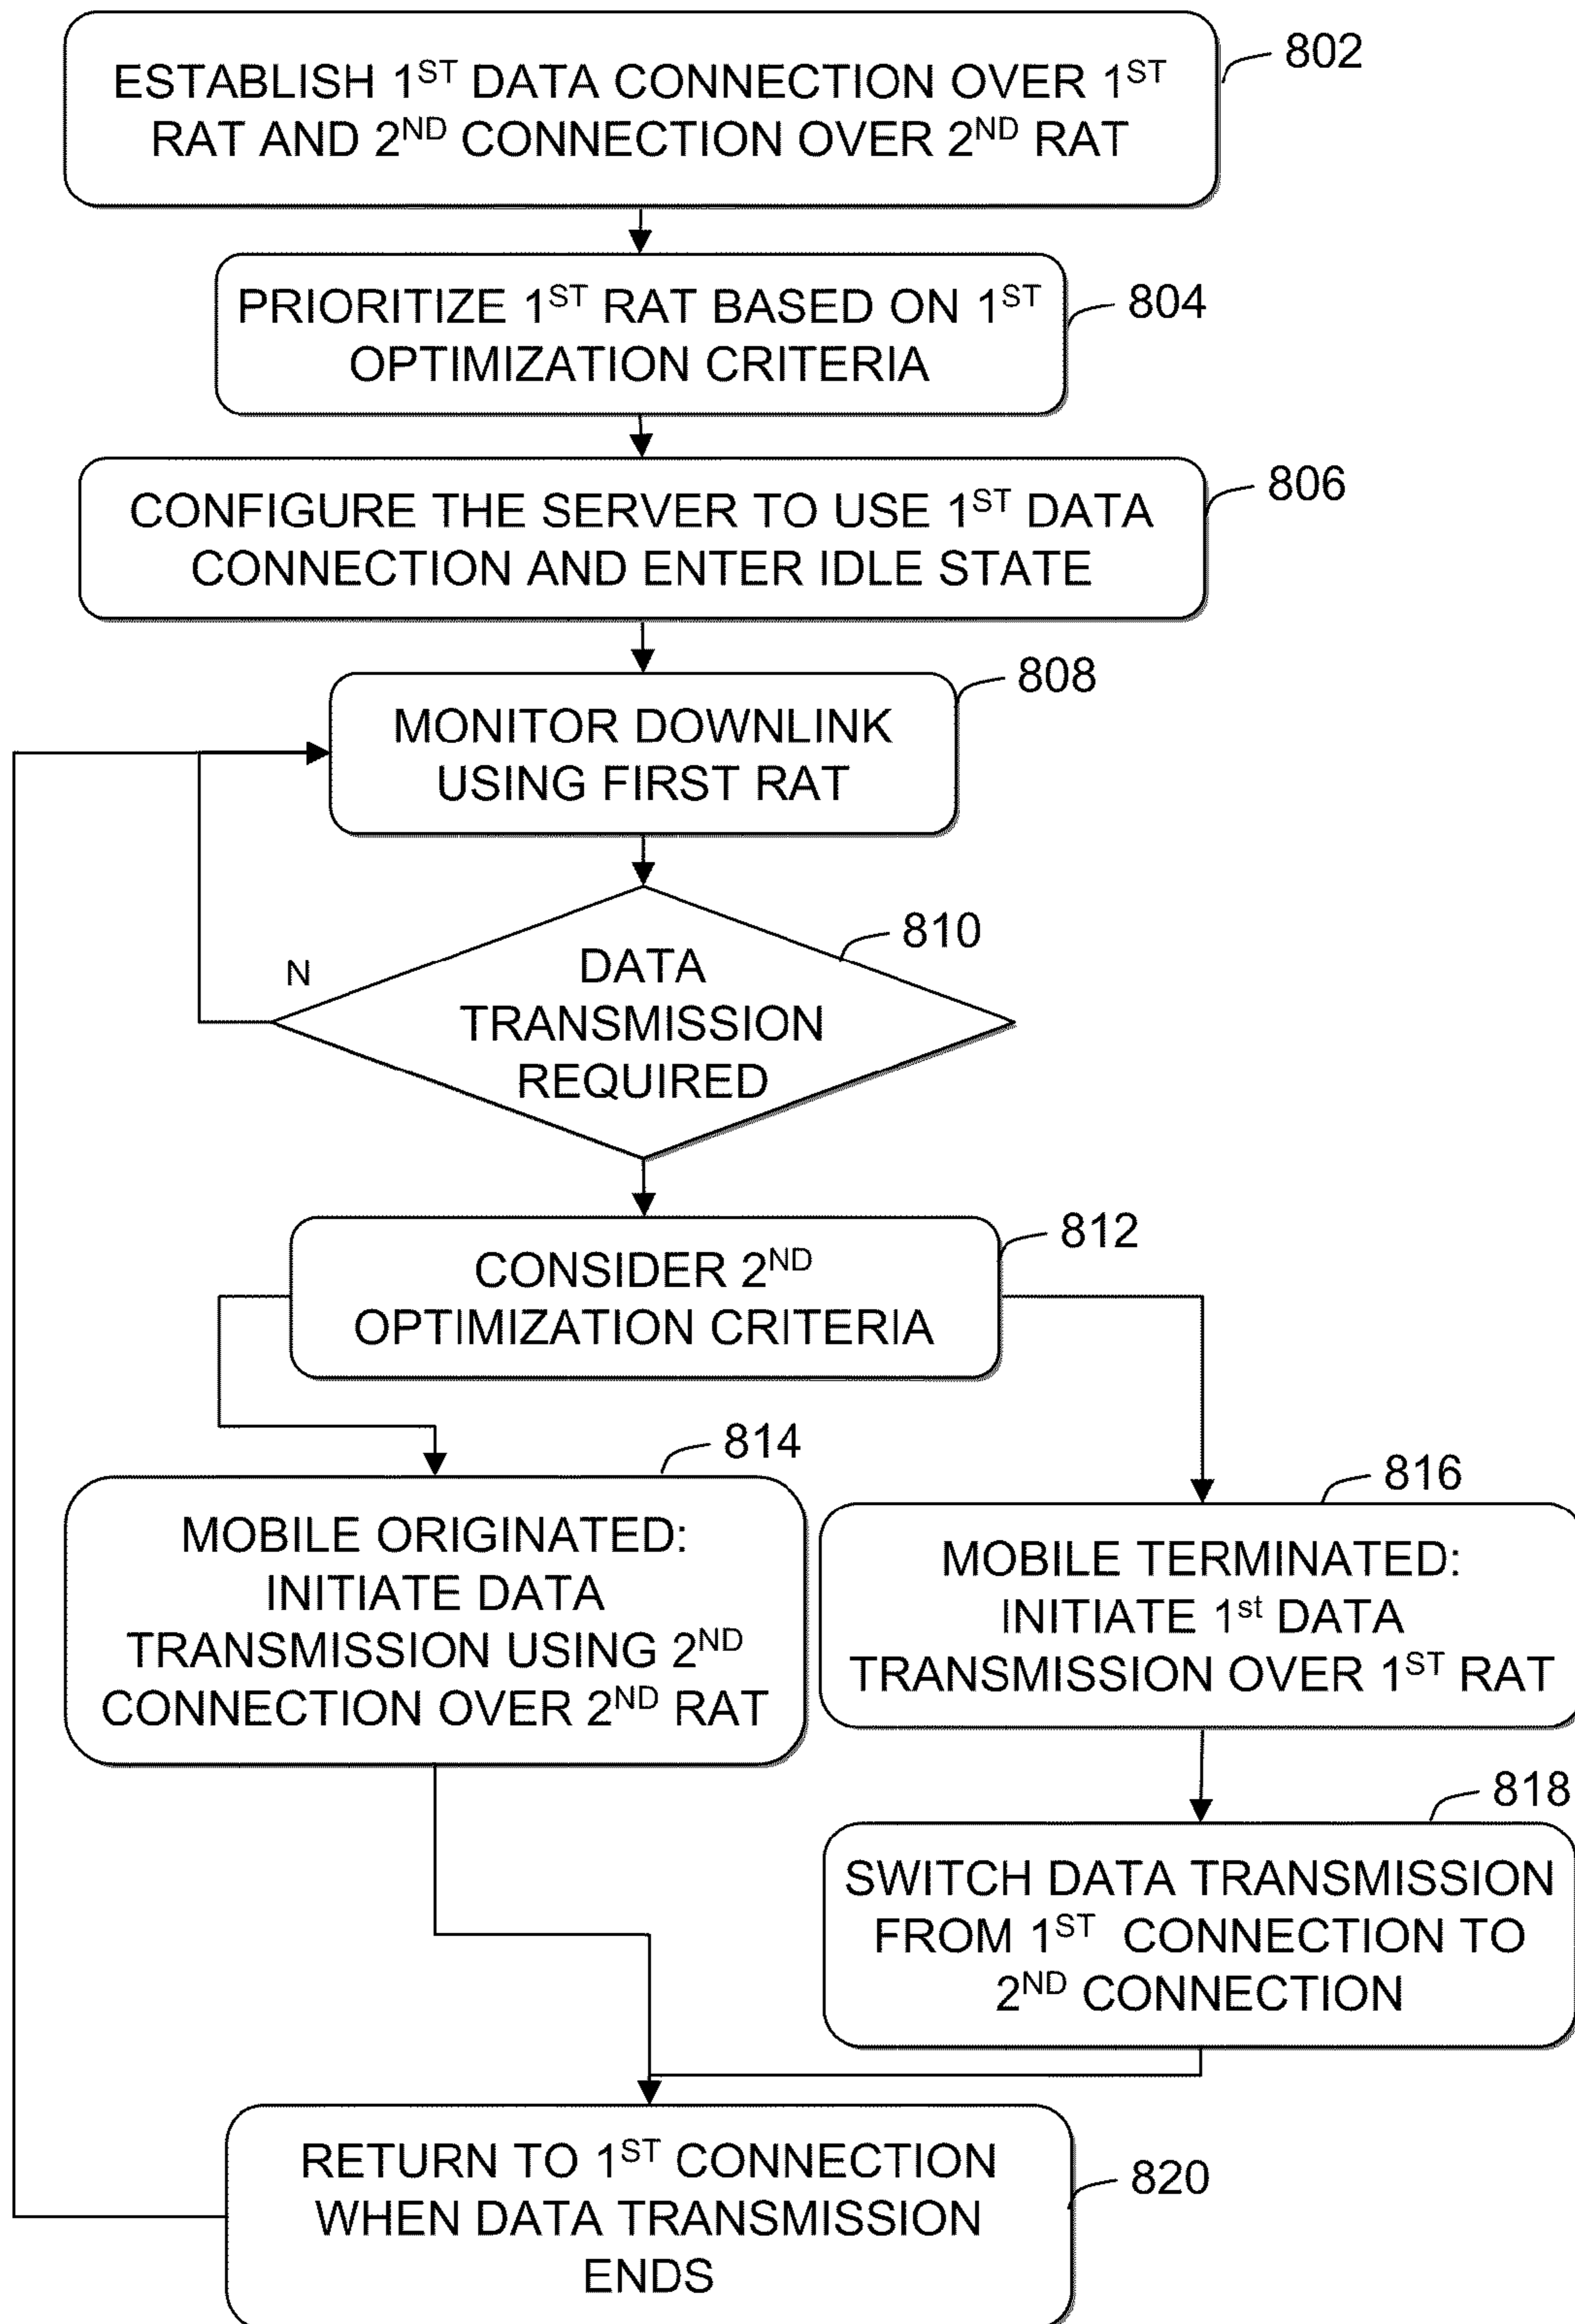 ESTABLISH 1ST DATA CONNECTION OVER 1ST
RAT AND 2ND CONNECTION OVER 2ND RAT
802
PRIORITIZE 1ST RAT BASED ON 1ST
OPTIMIZATION CRITERIA
804
CONFIGURE THE SERVER TO USE 1ST DATA
CONNECTION AND ENTER IDLE STATE
806
MONITOR DOWNLINK
USING FIRST RAT
808
DATA
TRANSMISSION
REQUIRED
810
N
CONSIDER 2ND
OPTIMIZATION CRITERIA
812
MOBILE ORIGINATED:
INITIATE DATA
TRANSMISSION USING 2ND
CONNECTION OVER 2ND RAT
814
MOBILE TERMINATED:
INITIATE 1st DATA
TRANSMISSION OVER 1ST RAT
816
SWITCH DATA TRANSMISSION
FROM 1ST CONNECTION TO
2ND CONNECTION
818
RETURN TO 1ST CONNECTION
WHEN DATA TRANSMISSION
ENDS
820